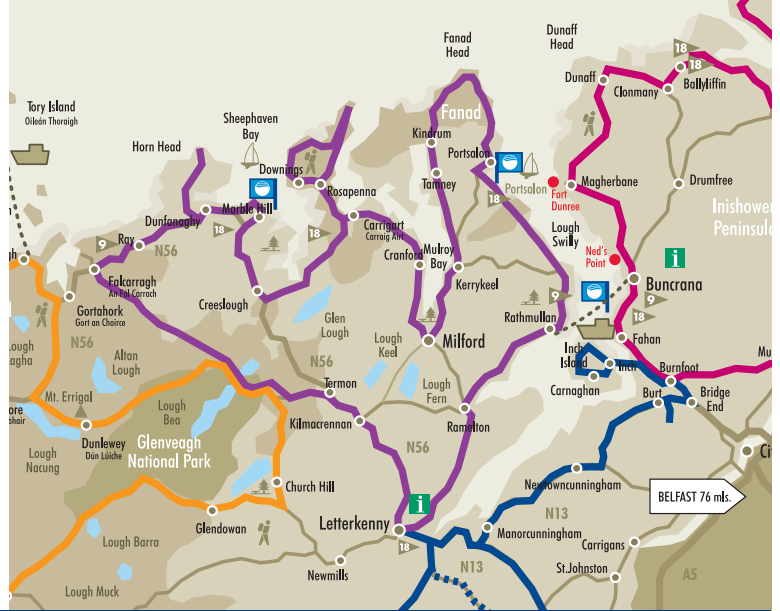 Fanad
Head
Dunaff
Head
18
18
Dunaff
Clonmany
Ballyliffin
Tory Island
Oileán Thoraigh
Sheephaven
Bay
Horn Head
Fanad
Kindrum
Portsalon
Downings
Tamney
Portsalon
Drumfree
Rosapenna
Magherbane
Fort
Dunree
18
Marble Hill
Dunfanaghy
18
18
Carrigart
Carraig Airt
Inishowen
Peninsula
Lough
Swilly
9
Ray
N56
Cranford
Mulroy
Bay
Ned's
Point
i
Falcarragh
An Fál Carrach
Kerrykeel
Buncrana
Creeslough
9
9
Gortahork
Gort an Choirce
Glen
Lough
Rathmullan
18
Fahan
N56
Lough
Keel
Milford
Inch
Island
Inch
Altan
Lough
N56
Carnaghan
Burnfoot
Mt. Errigal
Termon
Lough
Fern
Burt
Bridge
End
Lough
Bea
Kilmacrennan
Ramelton
Dunlewey
Dún Lúiche
Glenveagh
National Park
N56
Lough
Nacung
Church Hill
Newtowncunningham
BELFAST 76 mls.
i
Glendowan
Letterkenny
N13
Manorcunningham
18
Lough Barra
Carrigans
Newmills
N13
St.Johnston
A5
Lough Muck